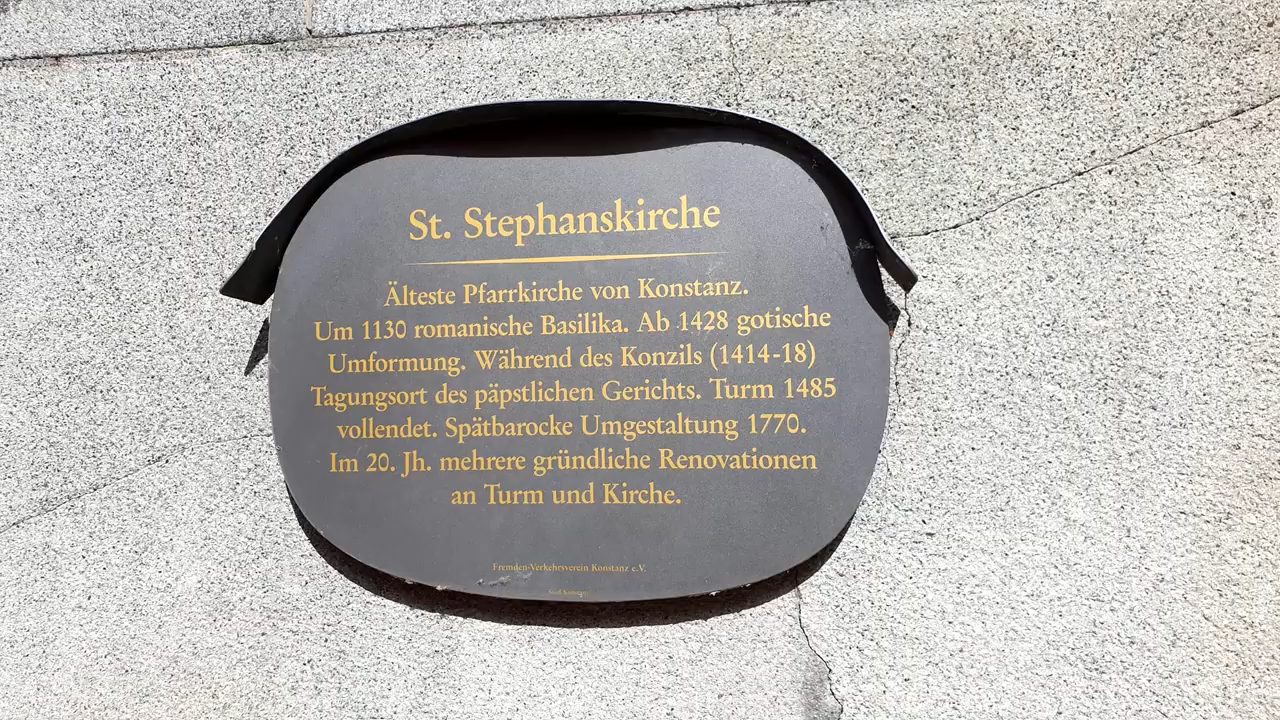 St. Stephanskirche
Älteste Pfarrkirche von Konstanz.
Um 1130 romanische Basilika. Ab 1428 gotische
Umformung. Während des Konzils (1414-18)
Tagungsort des päpstlichen Gerichts. Turm 1485
vollendet. Spätbarocke Umgestaltung 1770.
Im 20. Jh. mehrere gründliche Renovationen
an Turm und Kirche.
Fremden-Verkehrsverein Konstanz e.V.